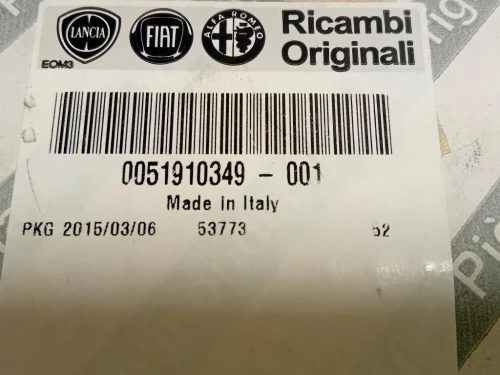 LANCIA FIAT ALFA ROMEO Ricambi
Originali
EOM3
0051910349 - 001
Made in Italy
PKG 2015/03/06 53773 52